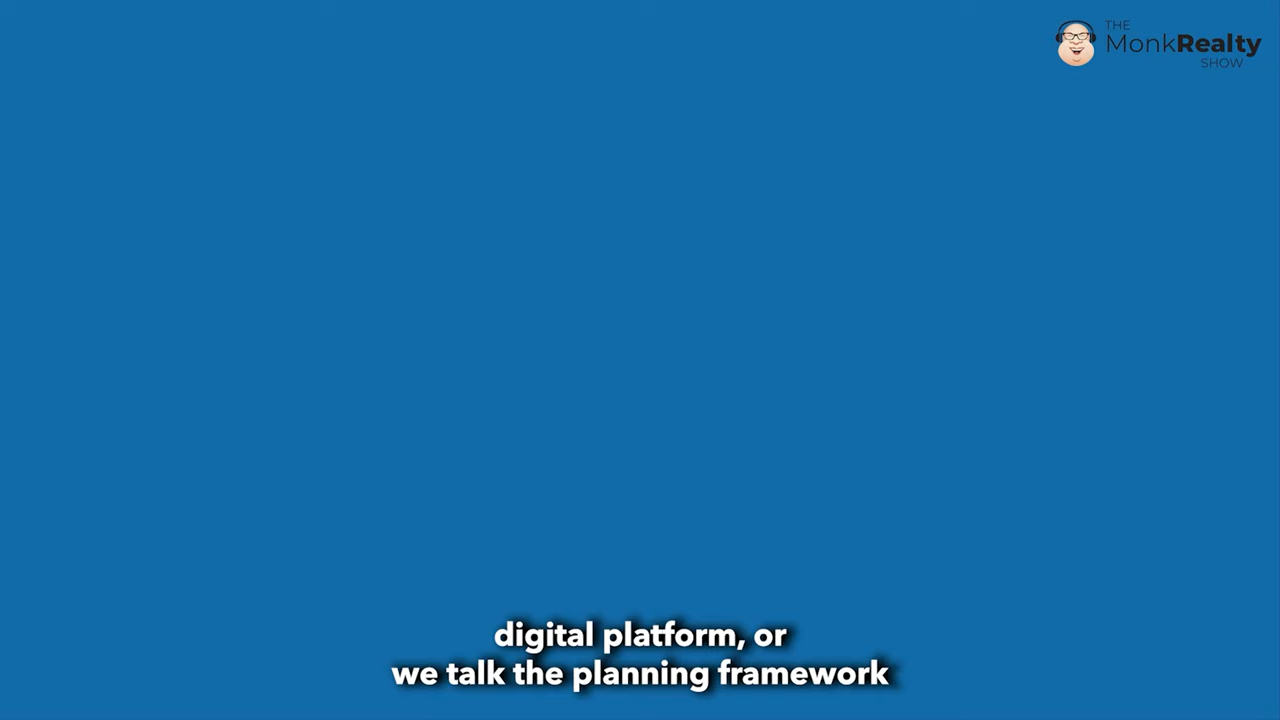 THE
MonkRealty
SHOW
digital platform, or
we talk the planning framework